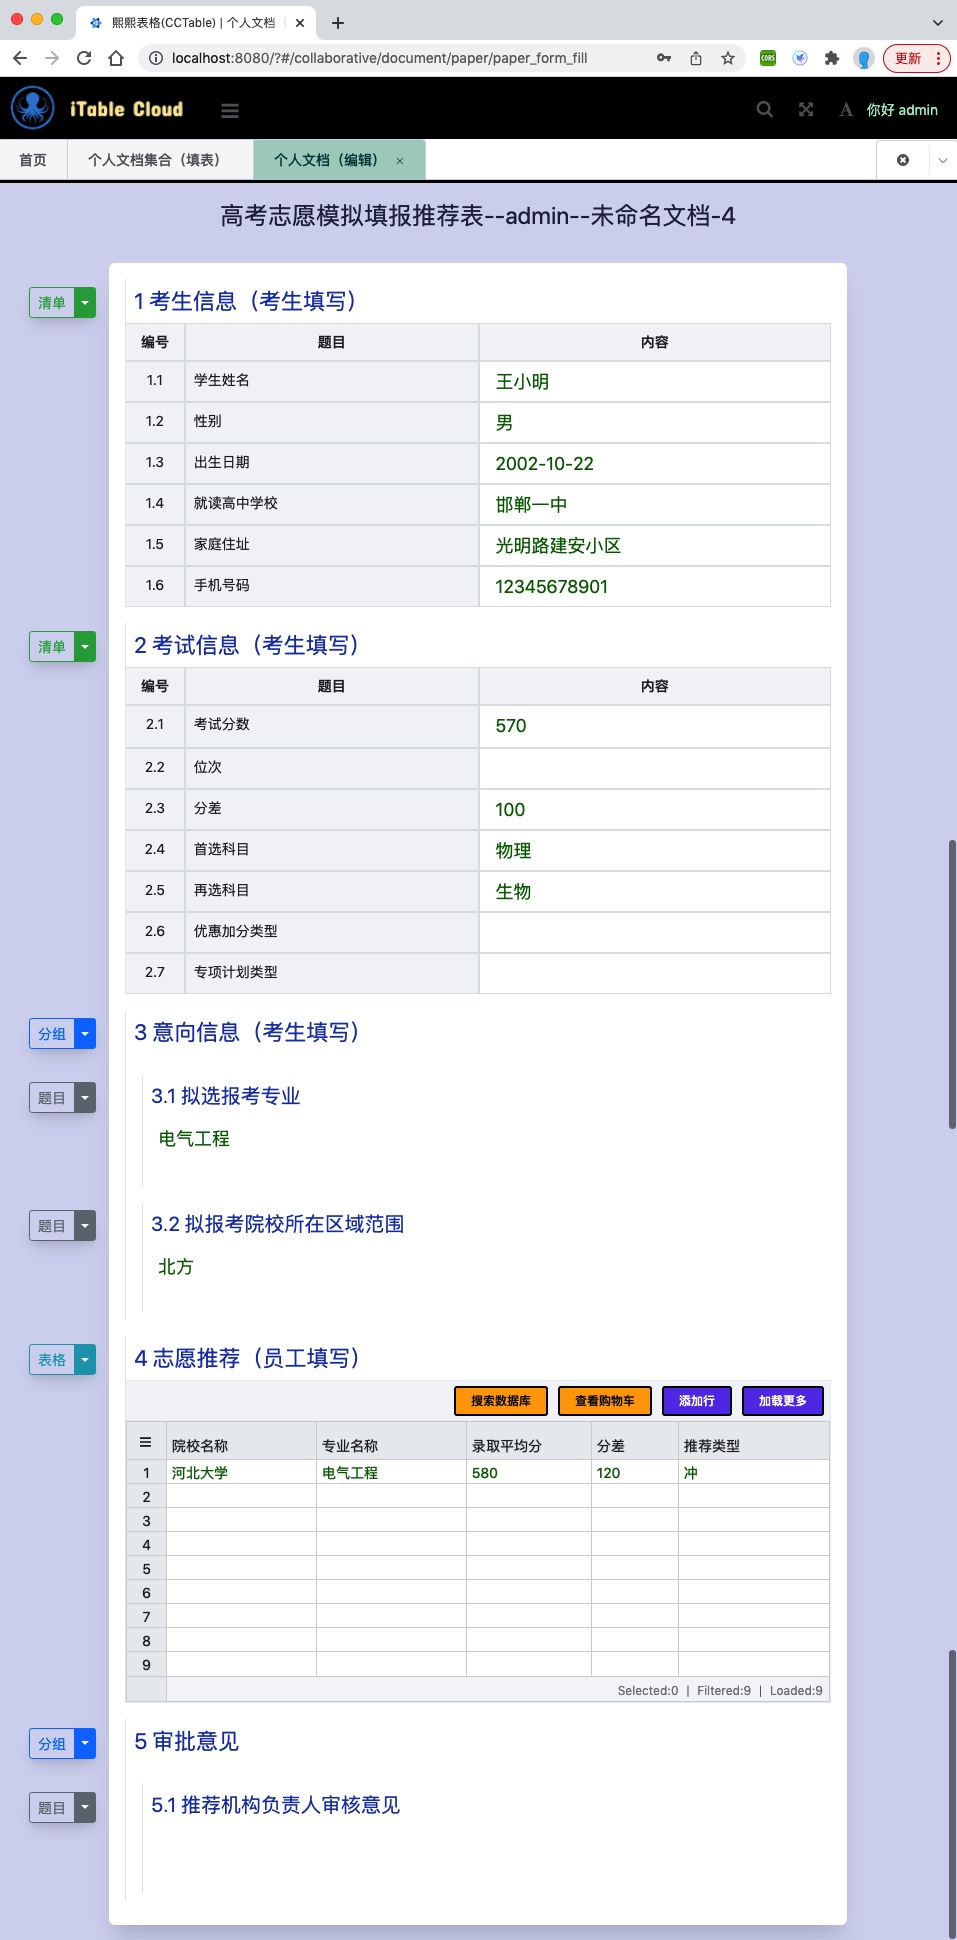 熙熙表格(CCTable) | 个人文档
localhost:8080/?#/collaborative/document/paper/paper_form_fill
CORS
更新
iTable Cloud
A 你好 admin
首页 个人文档集合（填表） 个人文档（编辑） ×
高考志愿模拟填报推荐表--admin--未命名文档-4
清单
1 考生信息（考生填写）
编号 题目 内容
1.1 学生姓名 王小明
1.2 性别 男
1.3 出生日期 2002-10-22
1.4 就读高中学校 邯郸一中
1.5 家庭住址 光明路建安小区
1.6 手机号码 12345678901
清单
2 考试信息（考生填写）
编号 题目 内容
2.1 考试分数 570
2.2 位次
2.3 分差 100
2.4 首选科目 物理
2.5 再选科目 生物
2.6 优惠加分类型
2.7 专项计划类型
分组
3 意向信息（考生填写）
题目
3.1 拟选报考专业
电气工程
题目
3.2 拟报考院校所在区域范围
北方
表格
4 志愿推荐（员工填写）
搜索数据库 查看购物车 添加行 加载更多
院校名称 专业名称 录取平均分 分差 推荐类型
1 河北大学 电气工程 580 120 冲
2
3
4
5
6
7
8
9
Selected:0 | Filtered:9 | Loaded:9
分组
5 审批意见
题目
5.1 推荐机构负责人审核意见